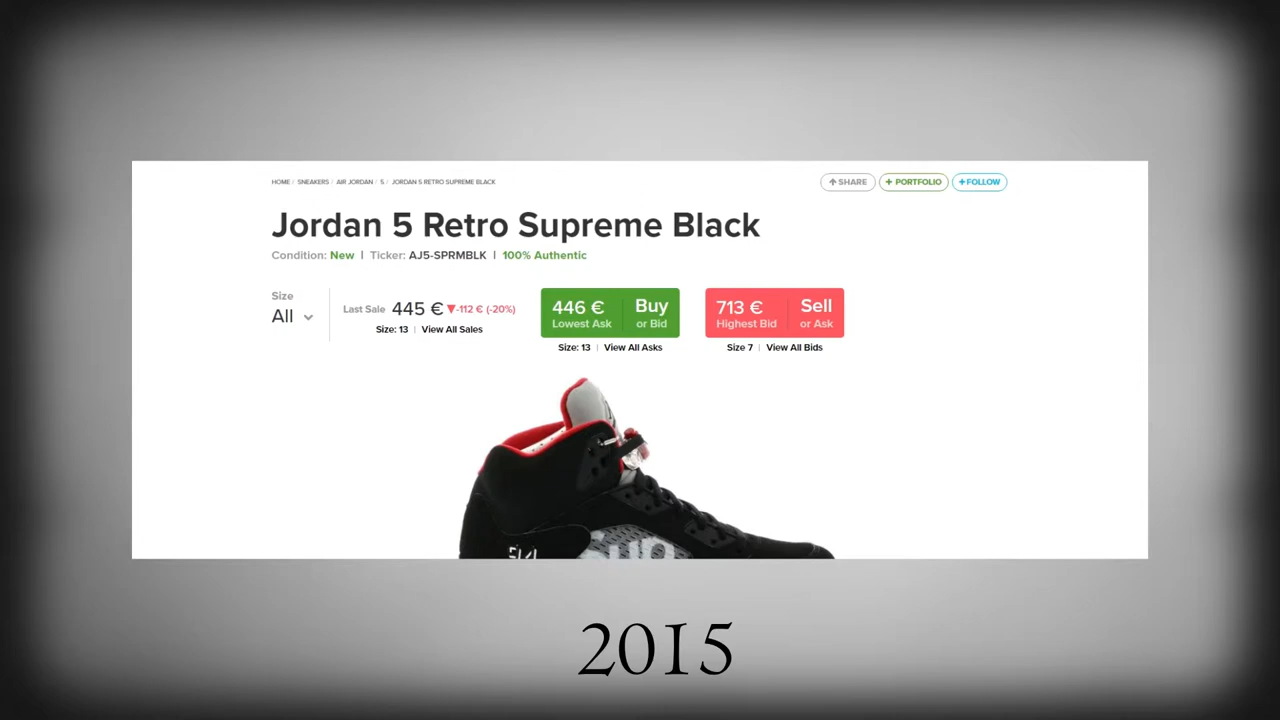 HOME / SNEAKERS / AIR JORDAN / 5 / JORDAN 5 RETRO SUPREME BLACK
SHARE
+ PORTFOLIO
+ FOLLOW
Jordan 5 Retro Supreme Black
Condition: New | Ticker: AJ5-SPRMBLK | 100% Authentic
Size
All
Last Sale 445 € ▼-112 € (-20%)
Size: 13 | View All Sales
446 €
Lowest Ask
Buy
or Bid
Size: 13 | View All Asks
713 €
Highest Bid
Sell
or Ask
Size 7 | View All Bids
2015